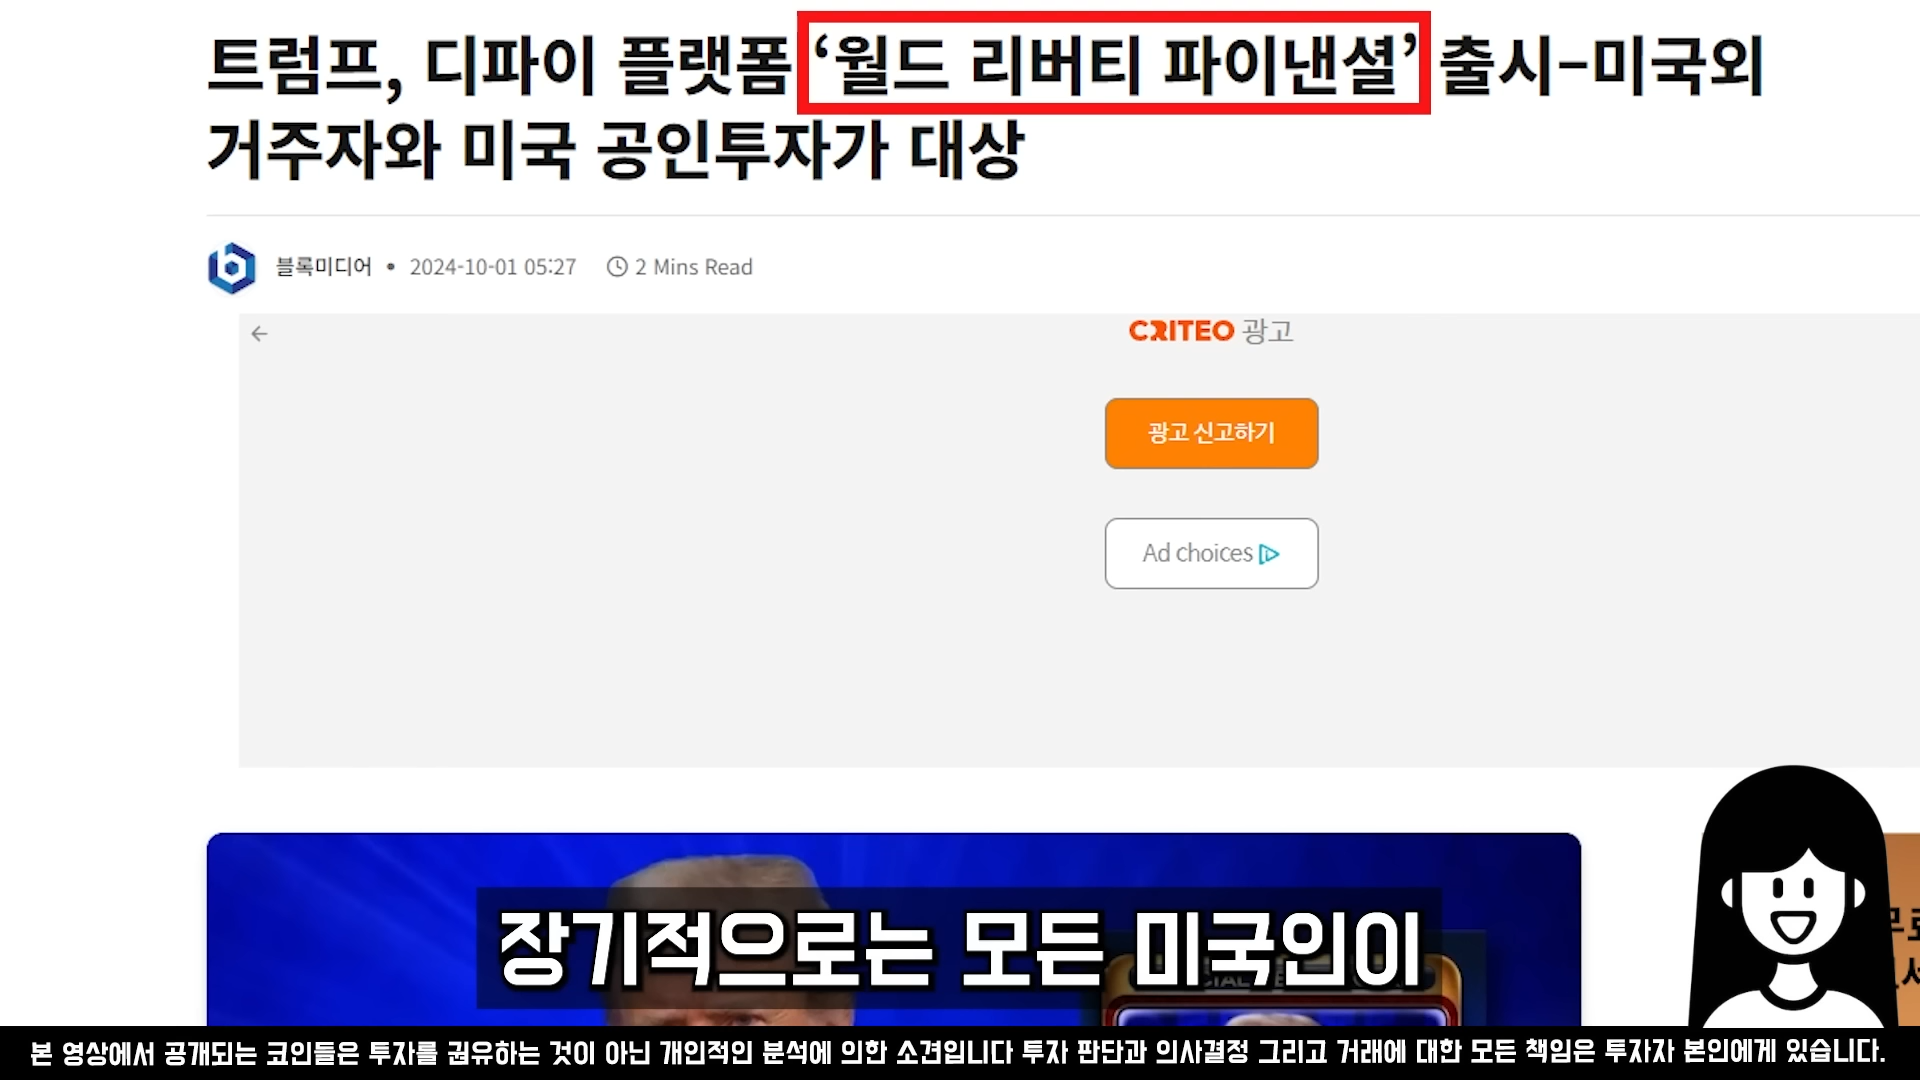 트럼프, 디파이 플랫폼 ‘월드 리버티 파이낸셜’ 출시-미국외
거주자와 미국 공인투자가 대상
블록미디어 • 2024-10-01 05:27 2 Mins Read
CRITEO 광고
광고 신고하기
Ad choices
장기적으로는 모든 미국인이
본 영상에서 공개되는 코인들은 투자를 권유하는 것이 아닌 개인적인 분석에 의한 소견입니다 투자 판단과 의사결정 그리고 거래에 대한 모든 책임은 투자자 본인에게 있습니다.